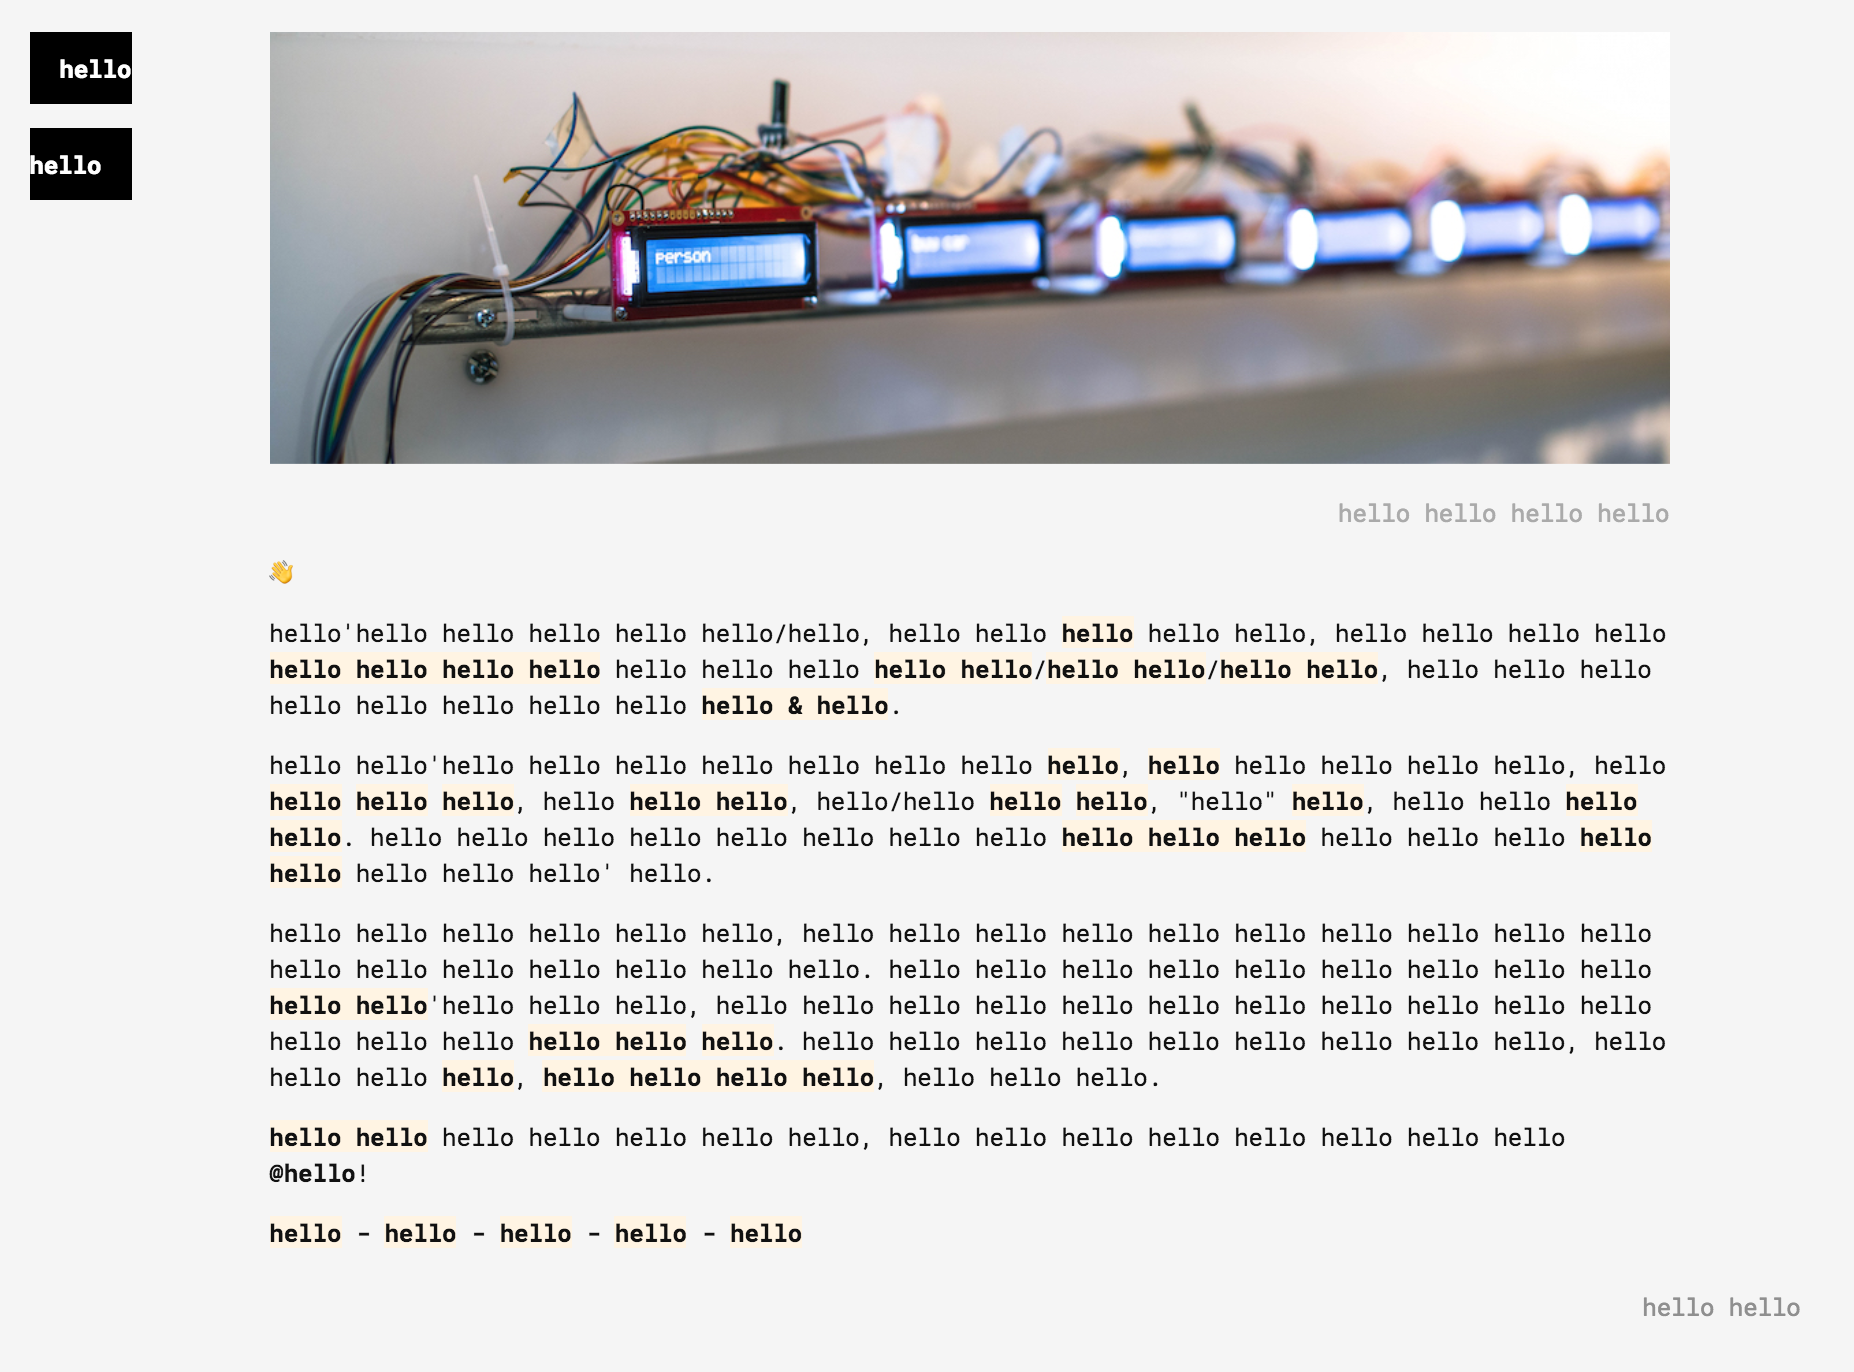 hello
hello
Person
buy car
hello hello hello hello
👋
hello'hello hello hello hello hello/hello, hello hello hello hello hello, hello hello hello hello
hello hello hello hello hello hello hello hello hello/hello hello/hello hello, hello hello hello
hello hello hello hello hello hello & hello.
hello hello'hello hello hello hello hello hello hello hello, hello hello hello hello hello, hello
hello hello hello, hello hello hello, hello/hello hello hello, "hello" hello, hello hello hello
hello. hello hello hello hello hello hello hello hello hello hello hello hello hello hello hello
hello hello hello hello' hello.
hello hello hello hello hello hello, hello hello hello hello hello hello hello hello hello hello
hello hello hello hello hello hello hello. hello hello hello hello hello hello hello hello hello
hello hello'hello hello hello, hello hello hello hello hello hello hello hello hello hello hello
hello hello hello hello hello hello. hello hello hello hello hello hello hello hello hello, hello
hello hello hello, hello hello hello hello, hello hello hello.
hello hello hello hello hello hello hello, hello hello hello hello hello hello hello hello
@hello!
hello - hello - hello - hello - hello
hello hello